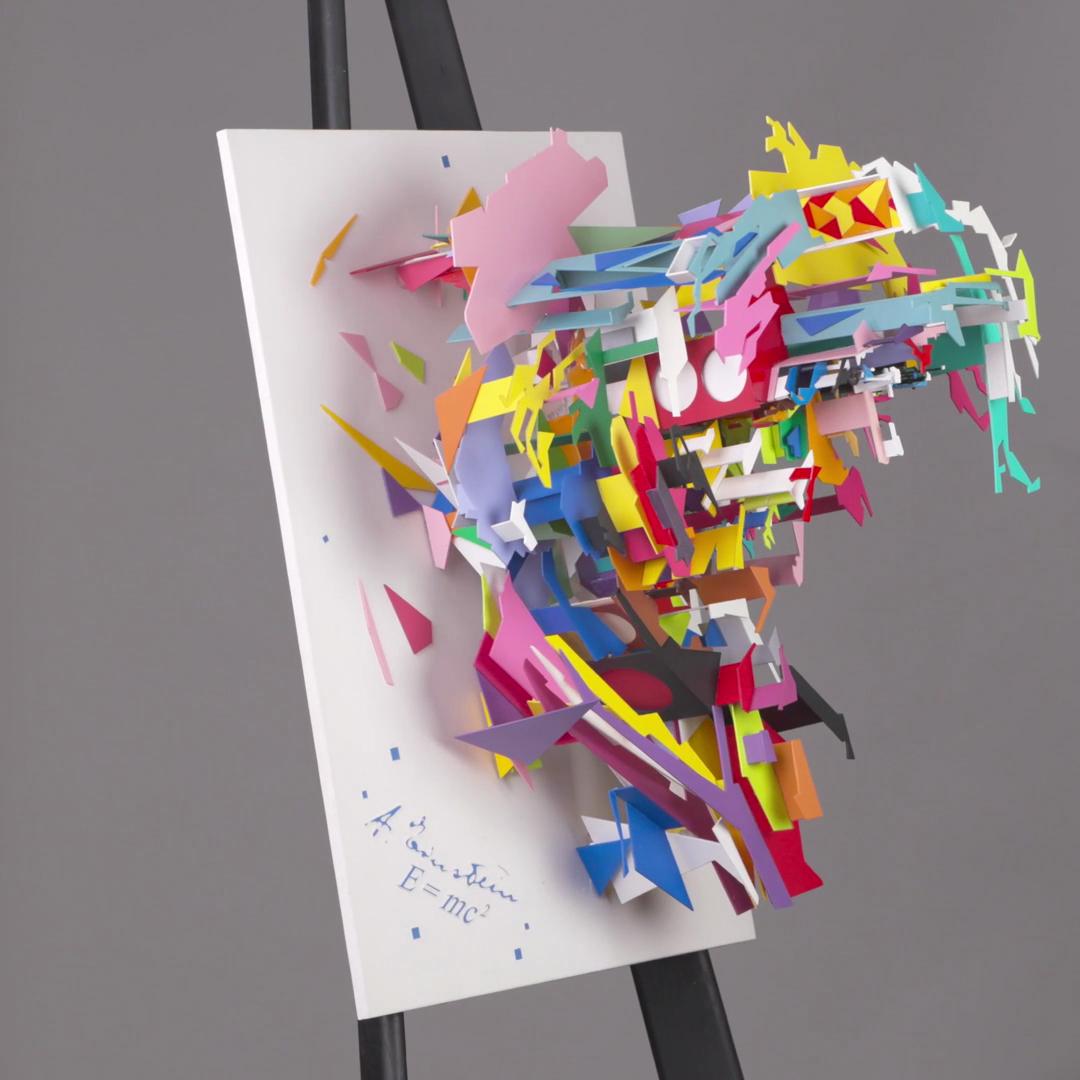 A. Einstein
E = mc²